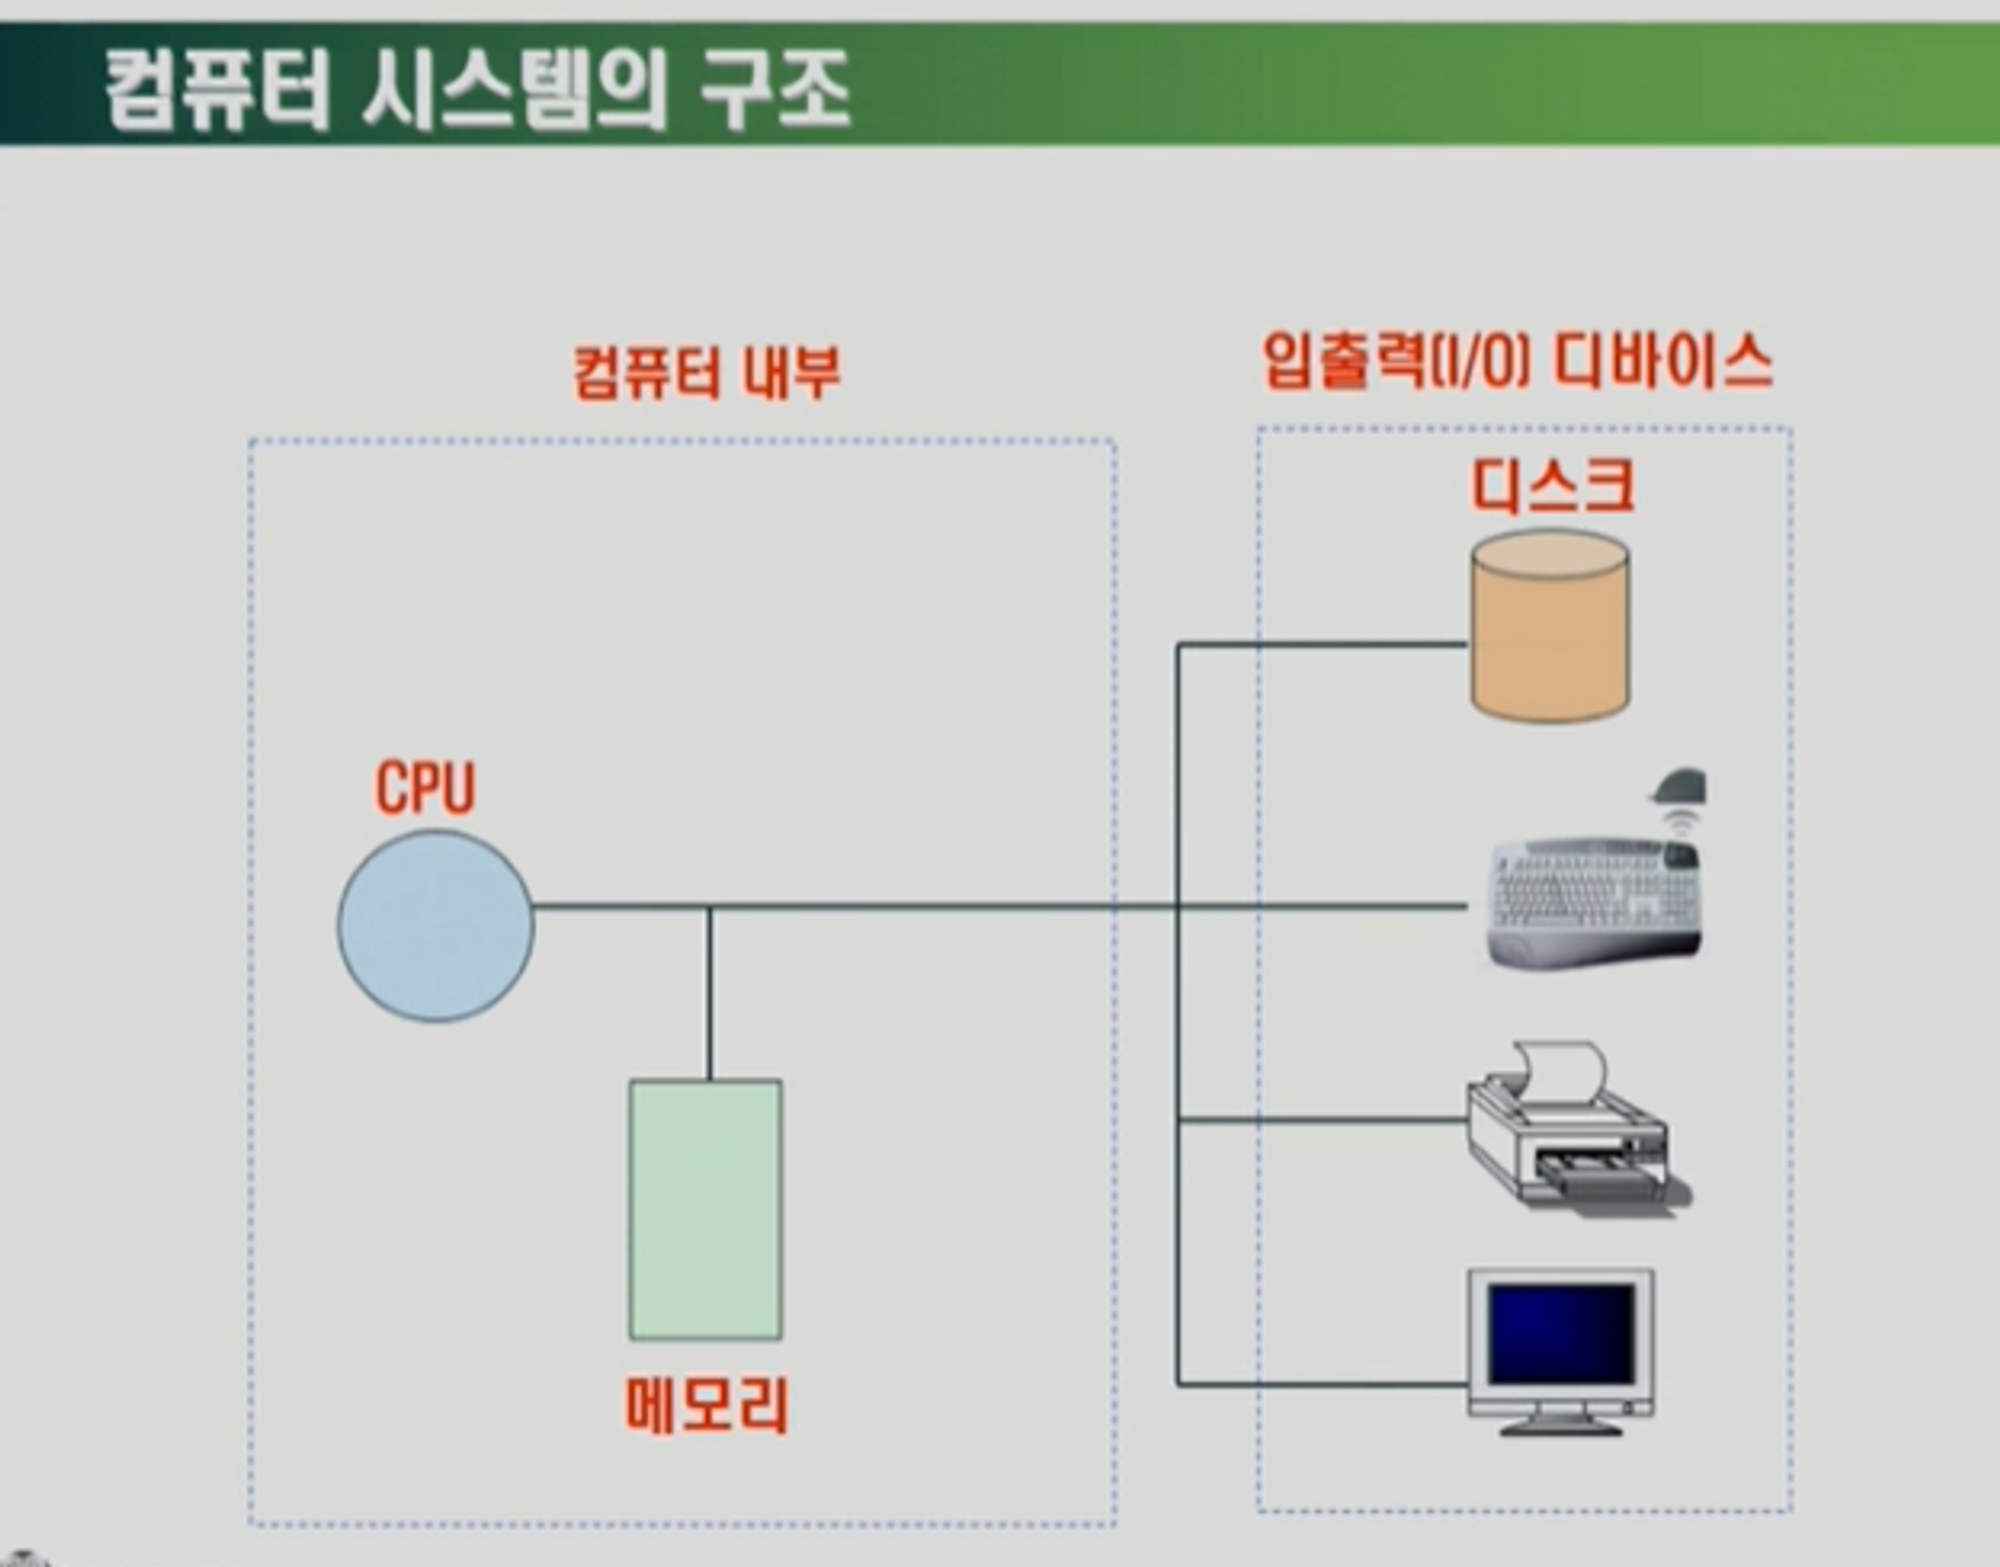 컴퓨터 시스템의 구조
컴퓨터 내부
입출력(I/O) 디바이스
디스크
CPU
메모리